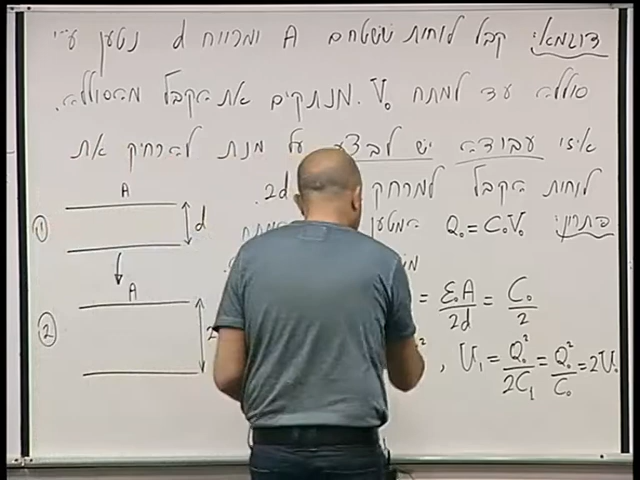 דוגמא: קבל לוחות ששטחם A ומרווח d נטען ע״י
סוללה עד למתח V₀. מנתקים את הקבל מהסוללה.
איזו עבודה יש לבצע על מנת להרחיק את
לוחות הקבל למרחק 2d.
פתרון: Q₀ = C₀V₀ המטען
① A d
= ε₀A/2d = C₀/2
② A 2
, U₁ = Q₀²/2C₁ = Q₀²/C₀ = 2U₀